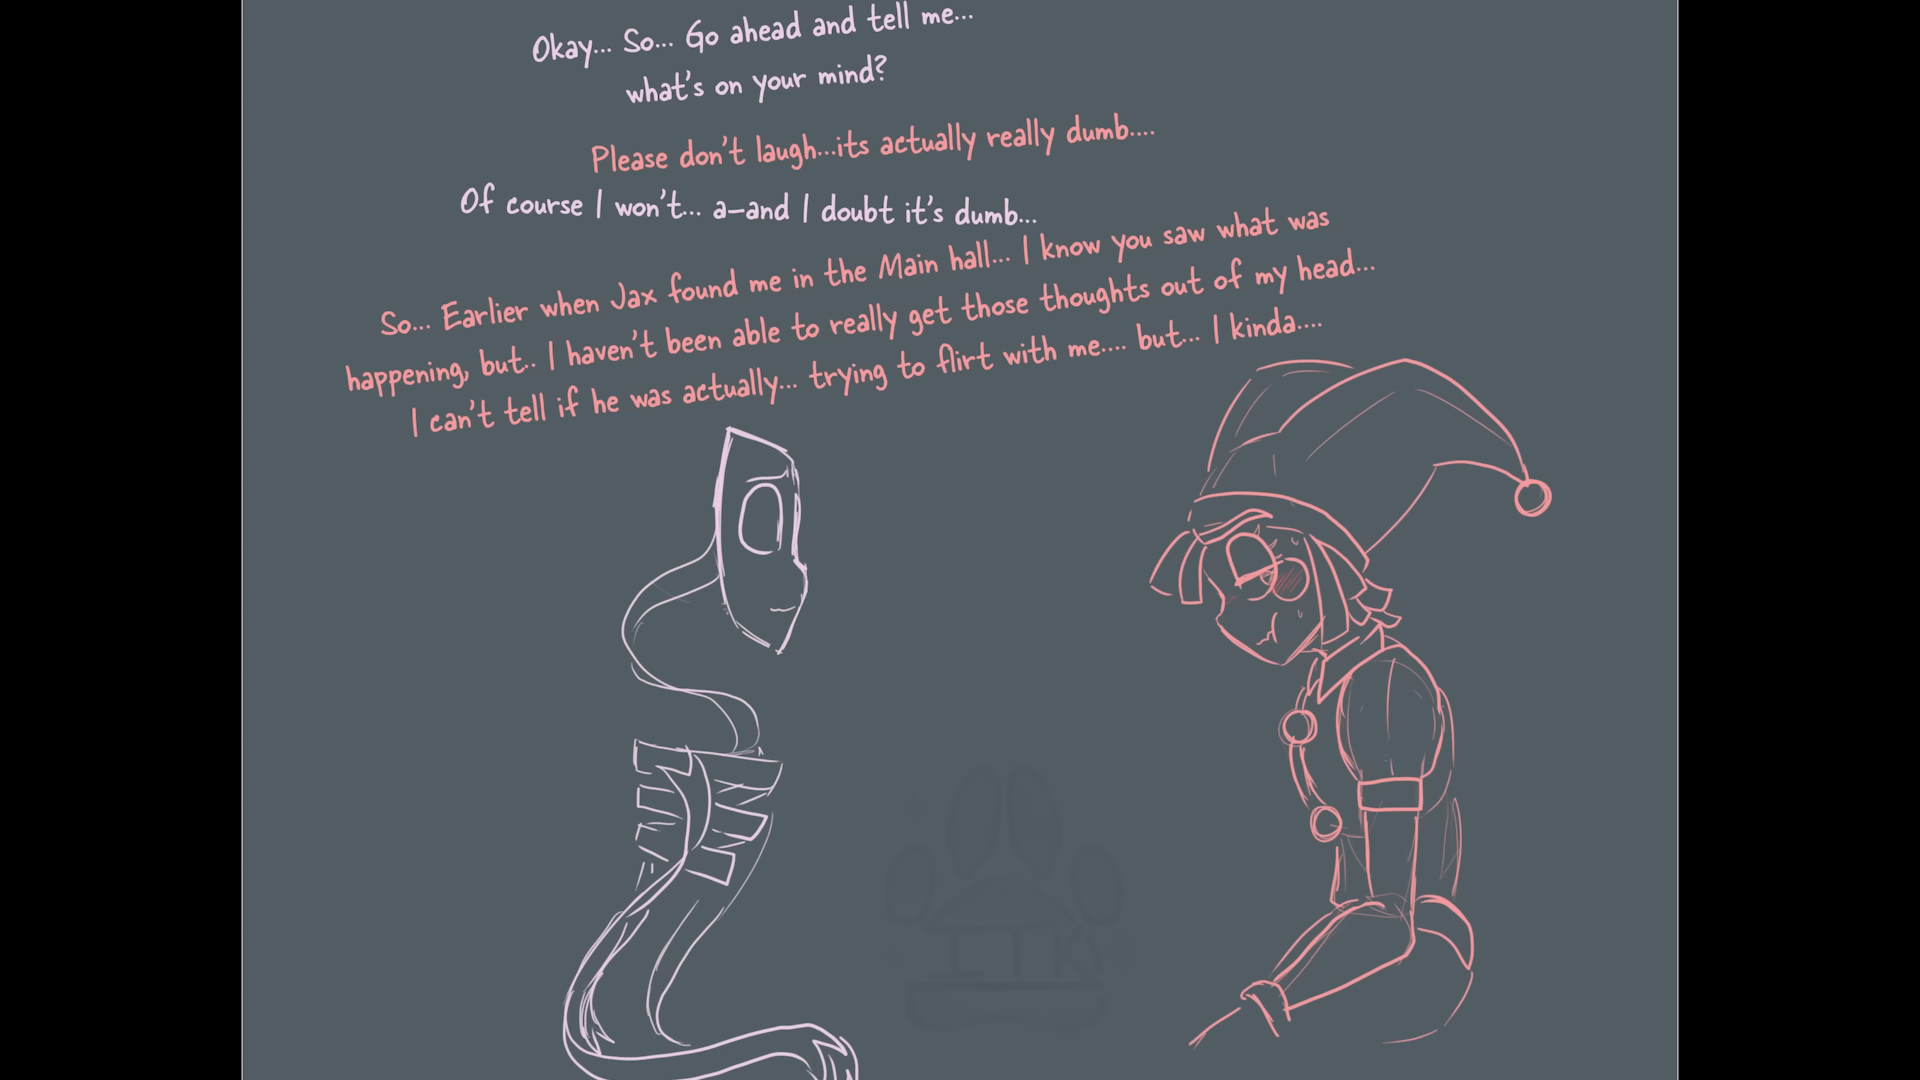 Okay... So... Go ahead and tell me...
what's on your mind?
Please don't laugh...its actually really dumb....
Of course I won't... a-and I doubt it's dumb...
So... Earlier when Jax found me in the Main hall... I know you saw what was
happening, but.. I haven't been able to really get those thoughts out of my head...
I can't tell if he was actually... trying to flirt with me.... but... I kinda....